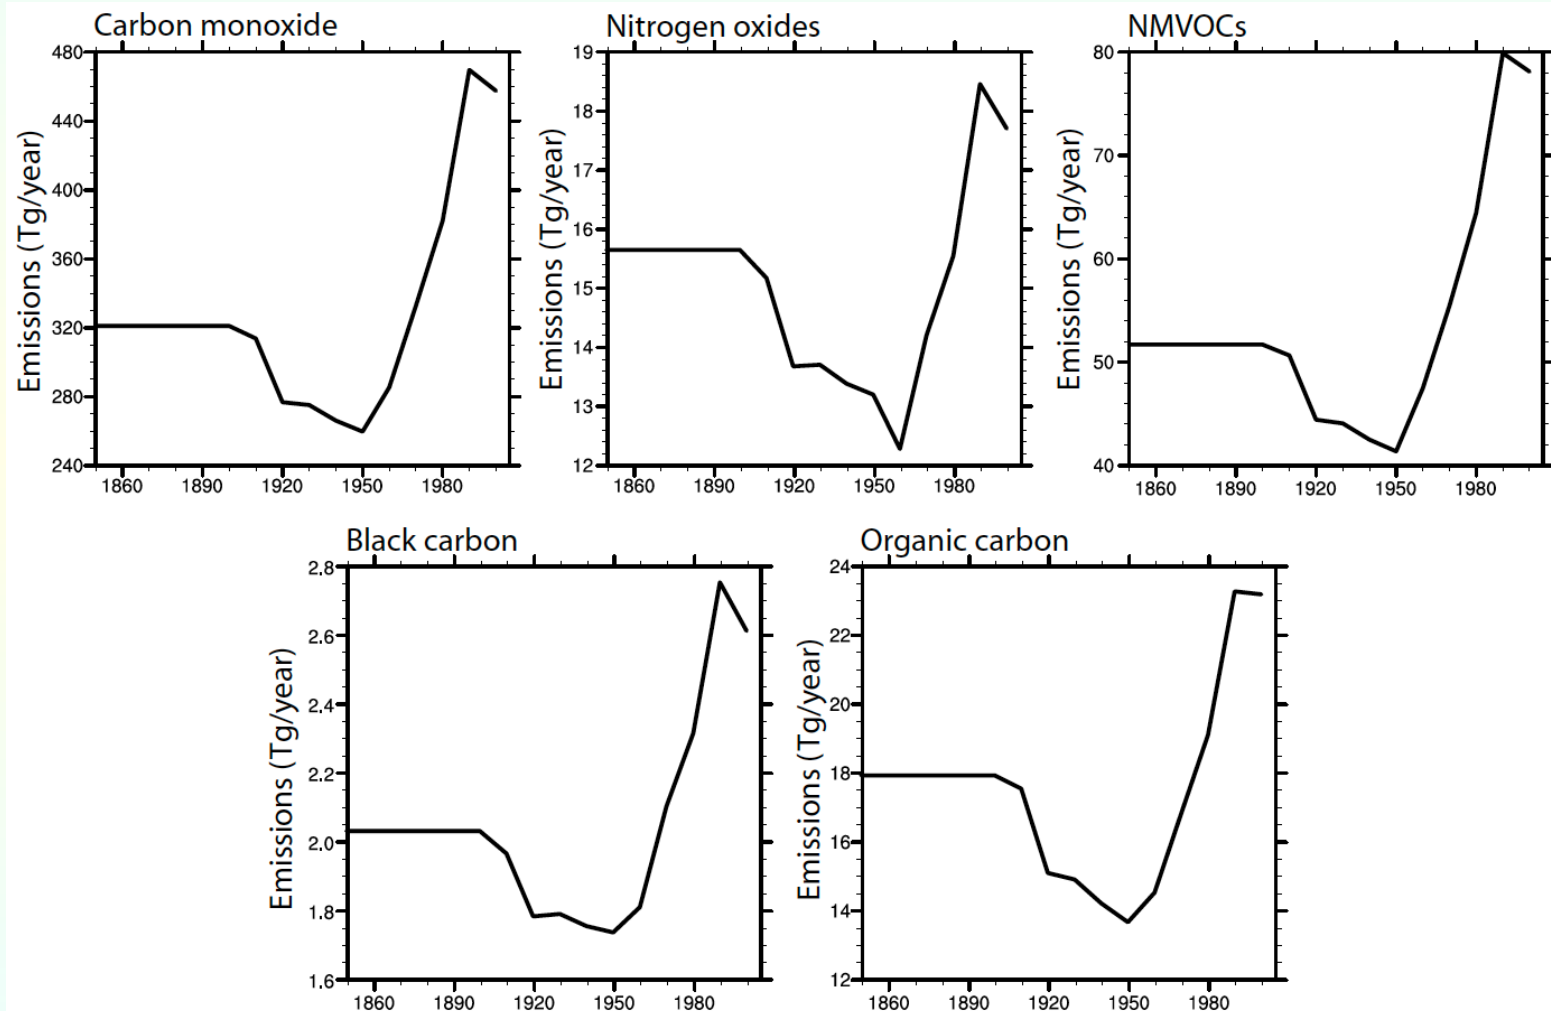 Carbon monoxide
480
440
400
360
320
280
240
Emissions (Tg/year)
1860 1890 1920 1950 1980
Nitrogen oxides
19
18
17
16
15
14
13
12
Emissions (Tg/year)
1860 1890 1920 1950 1980
NMVOCs
80
70
60
50
40
Emissions (Tg/year)
1860 1890 1920 1950 1980
Black carbon
2.8
2.6
2.4
2.2
2.0
1.8
1.6
Emissions (Tg/year)
1860 1890 1920 1950 1980
Organic carbon
24
22
20
18
16
14
12
Emissions (Tg/year)
1860 1890 1920 1950 1980